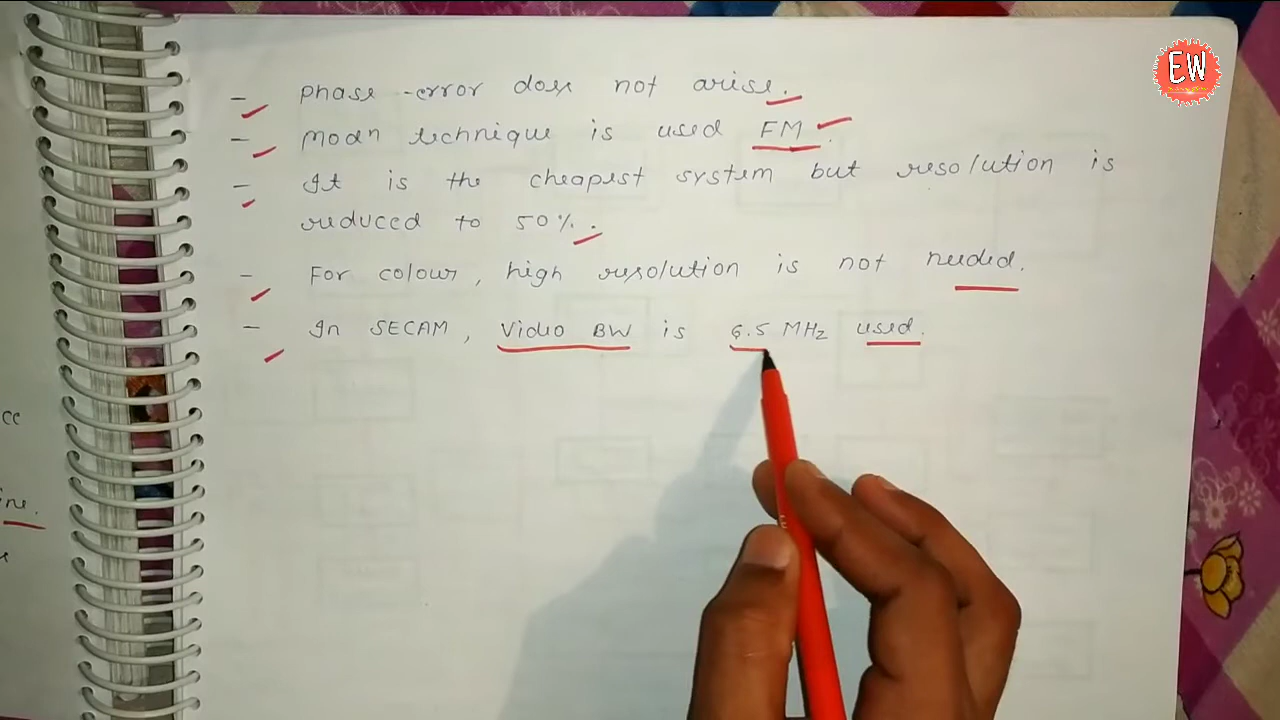 - Phase-error does not arise.
- Modn technique is used FM.
- It is the cheapest system but resolution is
reduced to 50%.
- For colour, high resolution is not needed.
- In SECAM, Video BW is 6.5 MHz used.
EW